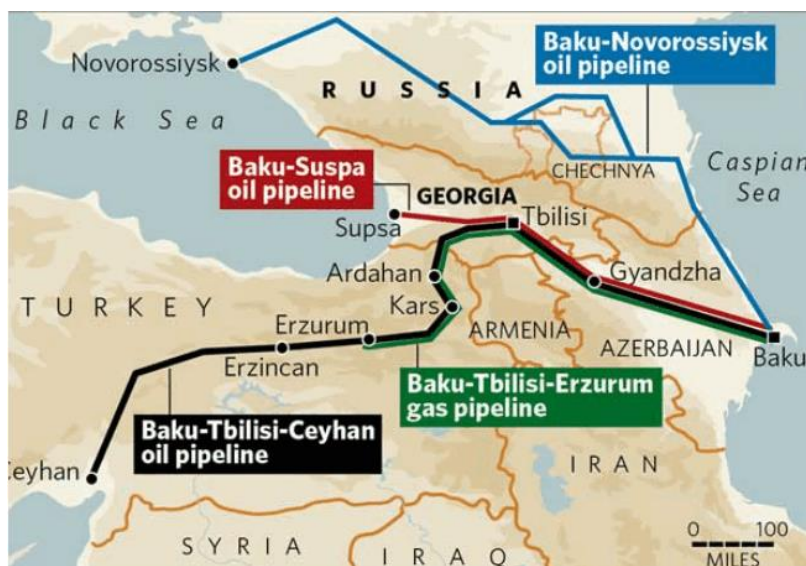 Baku-Novorossiysk
oil pipeline
Novorossiysk
RUSSIA
Black Sea
Baku-Suspa
oil pipeline
CHECHNYA
Caspian
Sea
GEORGIA
Supsa
Tbilisi
Ardahan
Gyandzha
TURKEY
Kars
Erzurum
ARMENIA
Erzincan
AZERBAIJAN
Baku
Baku-Tbilisi-Erzurum
gas pipeline
Baku-Tbilisi-Ceyhan
oil pipeline
Ceyhan
IRAN
SYRIA
IRAQ
0 100
MILES